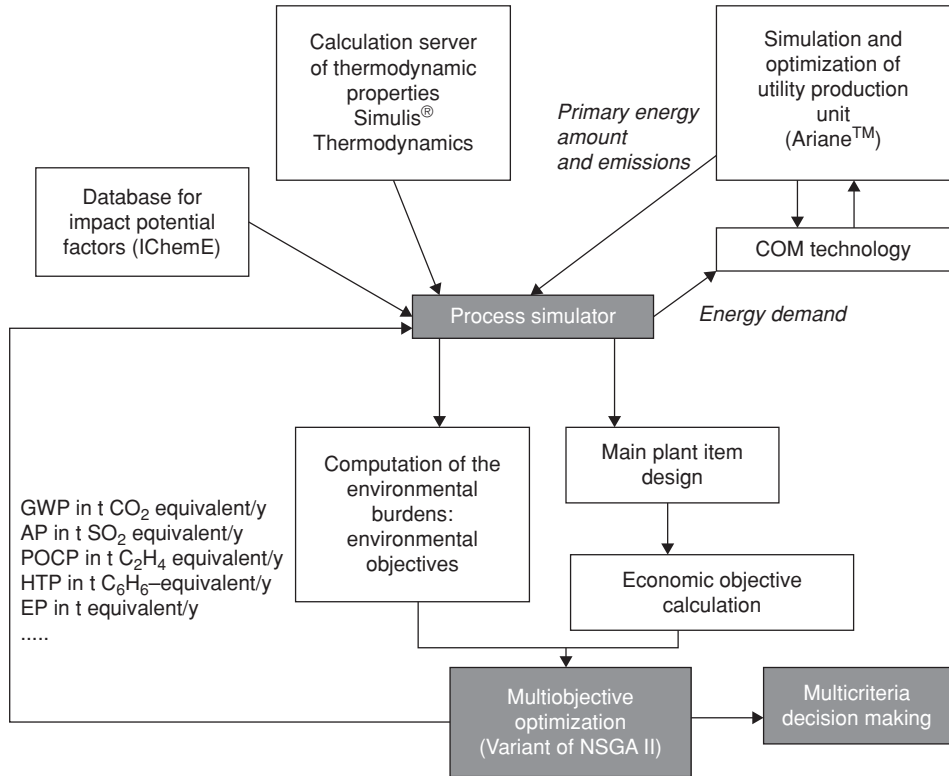 Calculation server
of thermodynamic
properties
Simulis®
Thermodynamics
Simulation and
optimization of
utility production
unit
(Ariane™)
Primary energy
amount
and emissions
Database for
impact potential
factors (IChemE)
COM technology
Process simulator
Energy demand
Computation of the
environmental
burdens:
environmental
objectives
Main plant item
design
GWP in t CO₂ equivalent/y
AP in t SO₂ equivalent/y
POCP in t C₂H₄ equivalent/y
HTP in t C₆H₆–equivalent/y
EP in t equivalent/y
.....
Economic objective
calculation
Multiobjective
optimization
(Variant of NSGA II)
Multicriteria
decision making